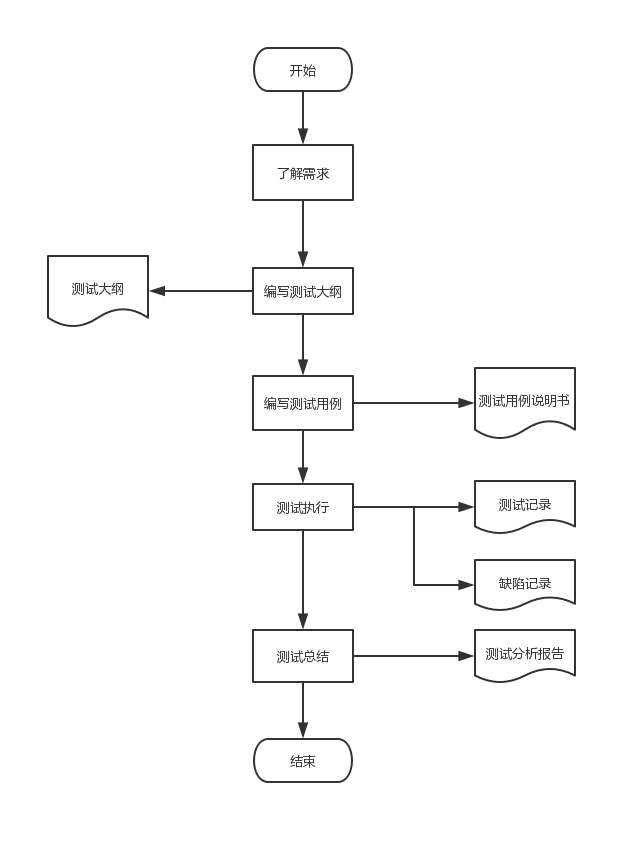 开始
了解需求
测试大纲
编写测试大纲
编写测试用例
测试用例说明书
测试执行
测试记录
缺陷记录
测试总结
测试分析报告
结束